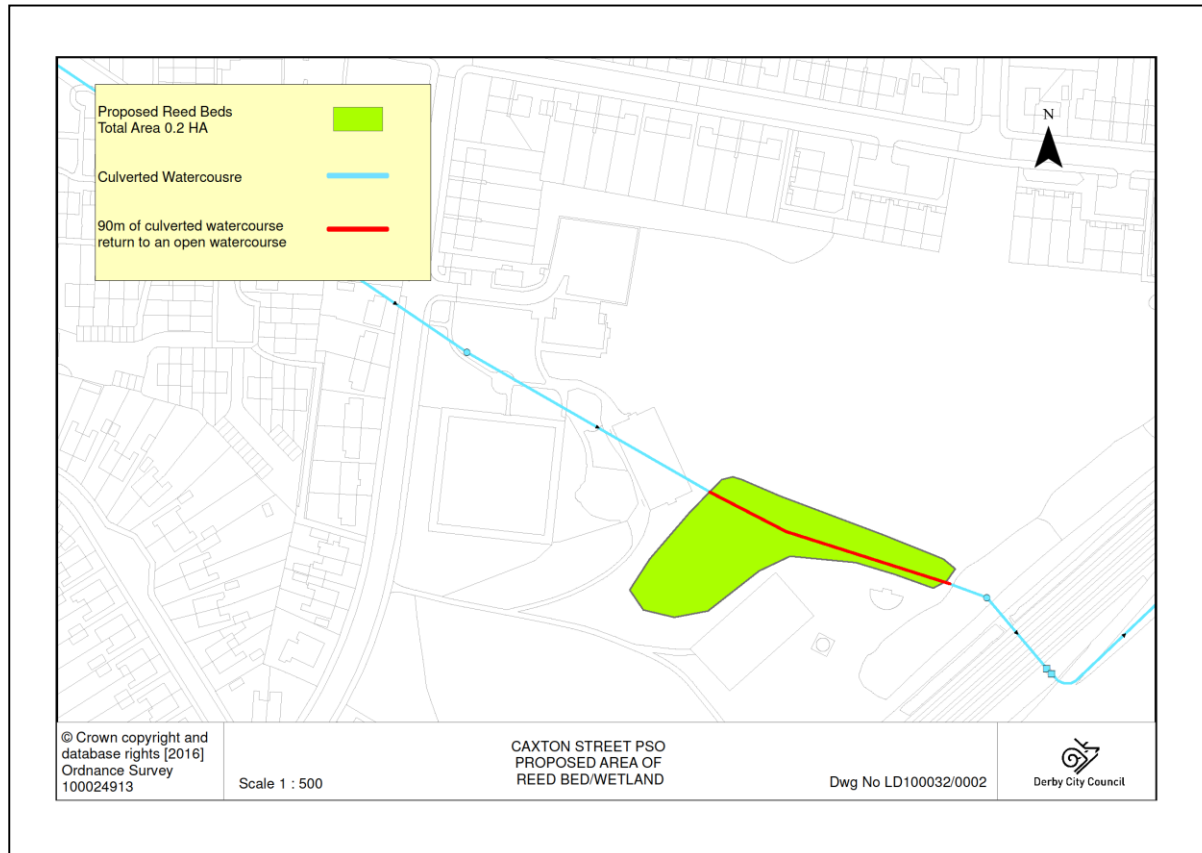 Proposed Reed Beds
Total Area 0.2 HA
Culverted Watercousre
90m of culverted watercourse
return to an open watercourse
N
© Crown copyright and
database rights [2016]
Ordnance Survey
100024913
Scale 1 : 500
CAXTON STREET PSO
PROPOSED AREA OF
REED BED/WETLAND
Dwg No LD100032/0002
Derby City Council